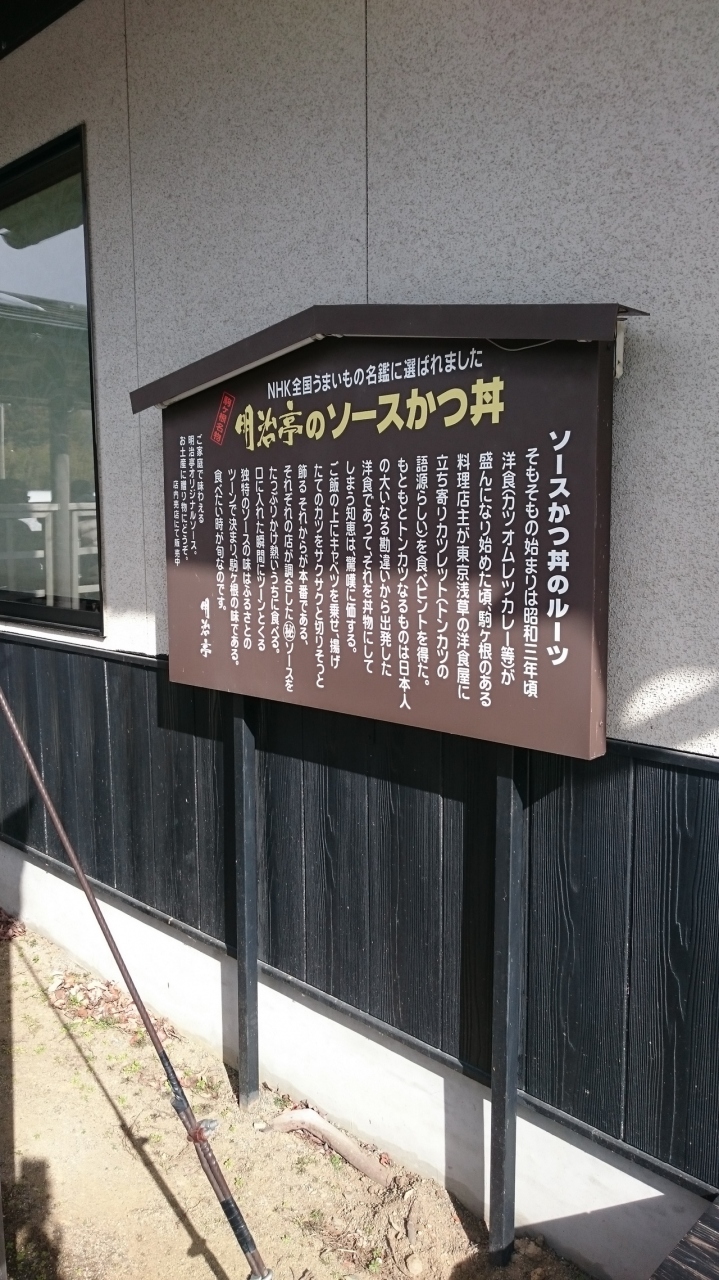 NHK全国うまいもの名鑑に選ばれました
駒ヶ根名物
明治亭のソースかつ丼
ソースかつ丼のルーツ
そもそもの始まりは昭和三年頃
洋食(カツ オムレツ カレー等)が
盛んになり始めた頃、駒ヶ根のある
料理店主が東京浅草の洋食屋に
立ち寄りカツレット(トンカツの
語源らしい)を食べヒントを得た。
もともとトンカツなるものは日本人
の大いなる勘違いから出発した
洋食であって、それを丼物にして
しまう知恵は、驚嘆に価する。
ご飯の上にキャベツを乗せ、揚げ
たてのカツをサクサクと切りそっと
飾る それからが本番である、
それぞれの店が調合した㊙ソースを
たっぷりかけ熱いうちに食べる。
口に入れた瞬間にツーンとくる
独特のソースの味はふるさとの
ツーンで決まり、駒ヶ根の味である。
食べたい時が旬なのです。
明治亭
ご家庭で味わえる
明治亭オリジナルソース。
お土産に贈り物にどうぞ。
店内売店にて販売中